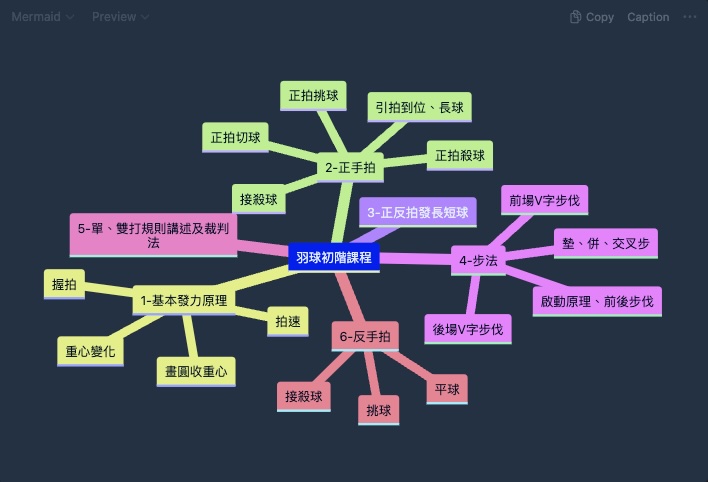 Mermaid
Preview
Copy
Caption
正拍挑球
引拍到位、長球
正拍切球
正拍殺球
2-正手拍
接殺球
3-正反拍發長短球
前場V字步伐
5-單、雙打規則講述及裁判
法
墊、併、交叉步
羽球初階課程
4-步法
握拍
1-基本發力原理
啟動原理、前後步伐
拍速
後場V字步伐
6-反手拍
重心變化
畫圓收重心
平球
接殺球
挑球